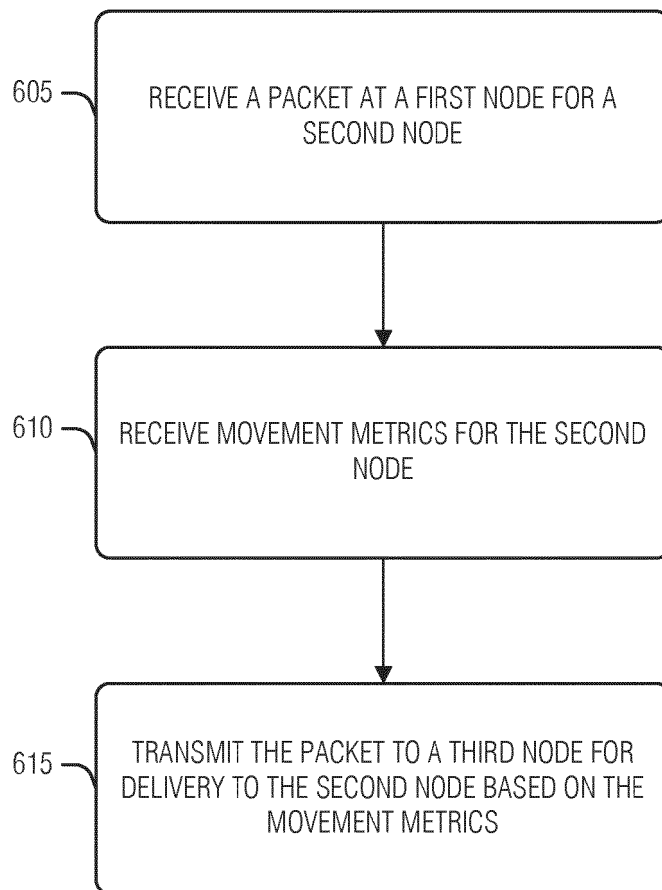 605
RECEIVE A PACKET AT A FIRST NODE FOR A
SECOND NODE
610
RECEIVE MOVEMENT METRICS FOR THE SECOND
NODE
615
TRANSMIT THE PACKET TO A THIRD NODE FOR
DELIVERY TO THE SECOND NODE BASED ON THE
MOVEMENT METRICS